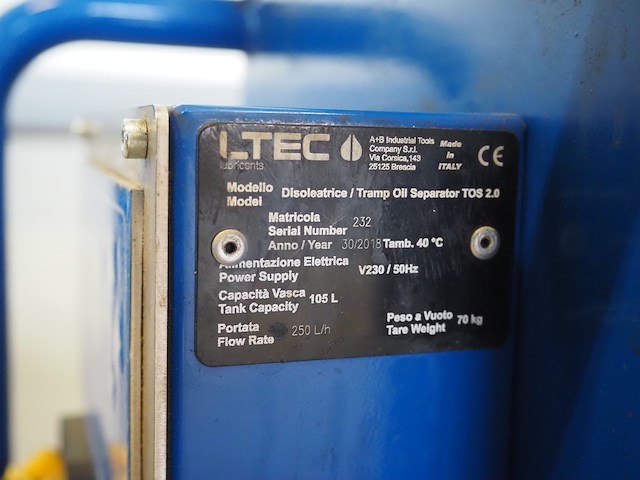 LTEC
lubricants
A+B Industrial Tools
Company S.r.l.
Via Corsica,143
25125 Brescia
Made
in
ITALY
CE
Modello
Model
Disoleatrice / Tramp Oil Separator TOS 2.0
Matricola
Serial Number
232
Anno / Year 30/2018 Tamb. 40 °C
Alimentazione Elettrica
Power Supply
V230 / 50Hz
Capacità Vasca
Tank Capacity
105 L
Portata
Flow Rate
250 L/h
Peso a Vuoto
Tare Weight
70 kg